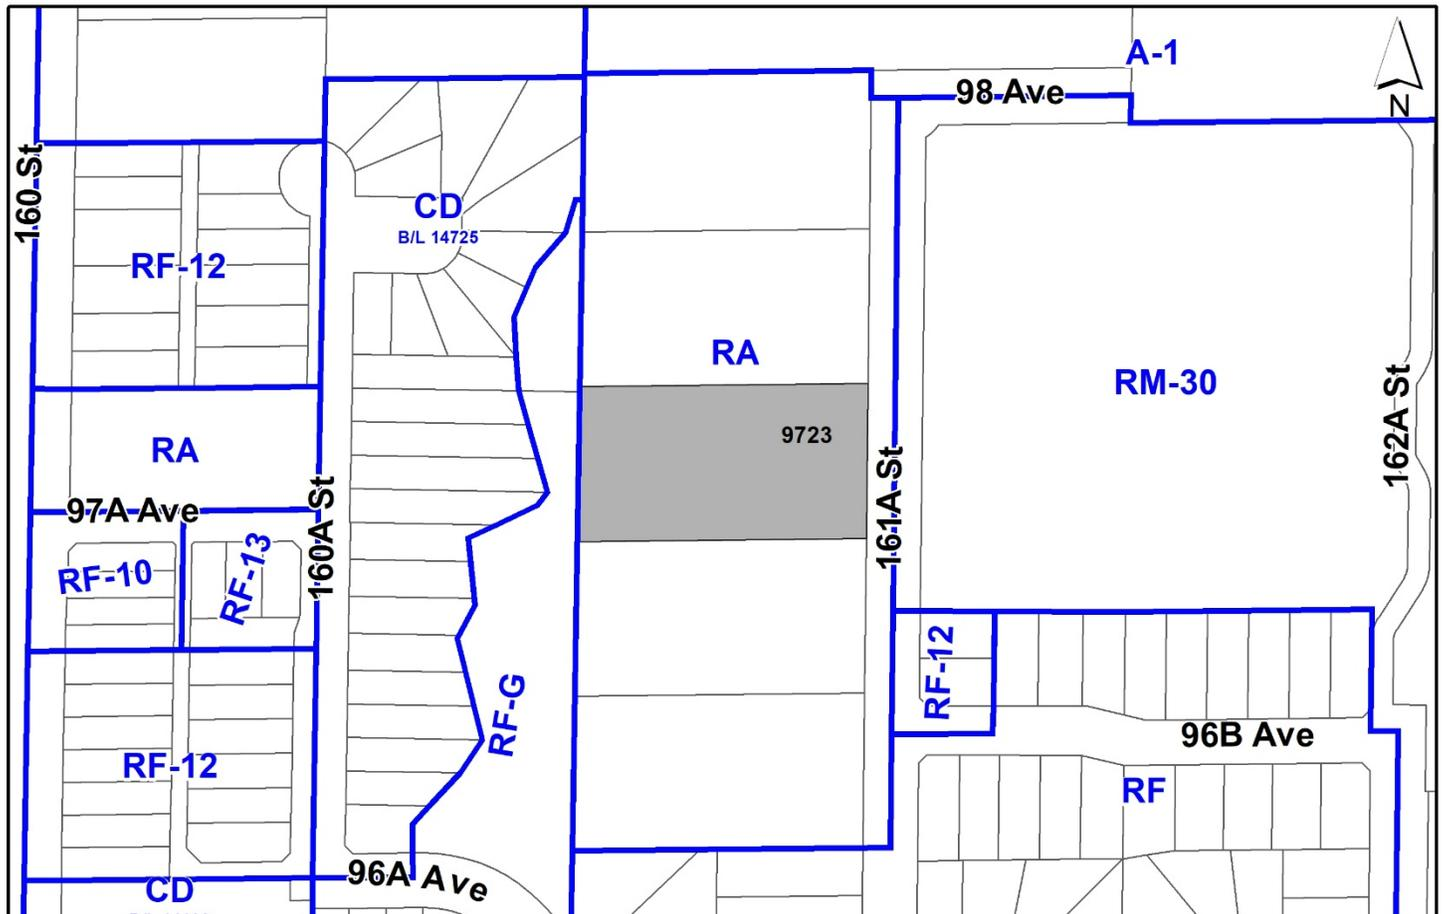 A-1
98 Ave
N
160 St
CD
B/L 14725
RF-12
RA
RM-30
162A St
9723
RA
97A Ave
160A St
161A St
RF-10
RF-13
RF-12
RF-G
96B Ave
RF-12
RF
96A Ave
CD